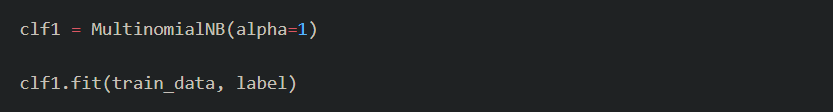 clf1 = MultinomialNB(alpha=1)
clf1.fit(train_data, label)